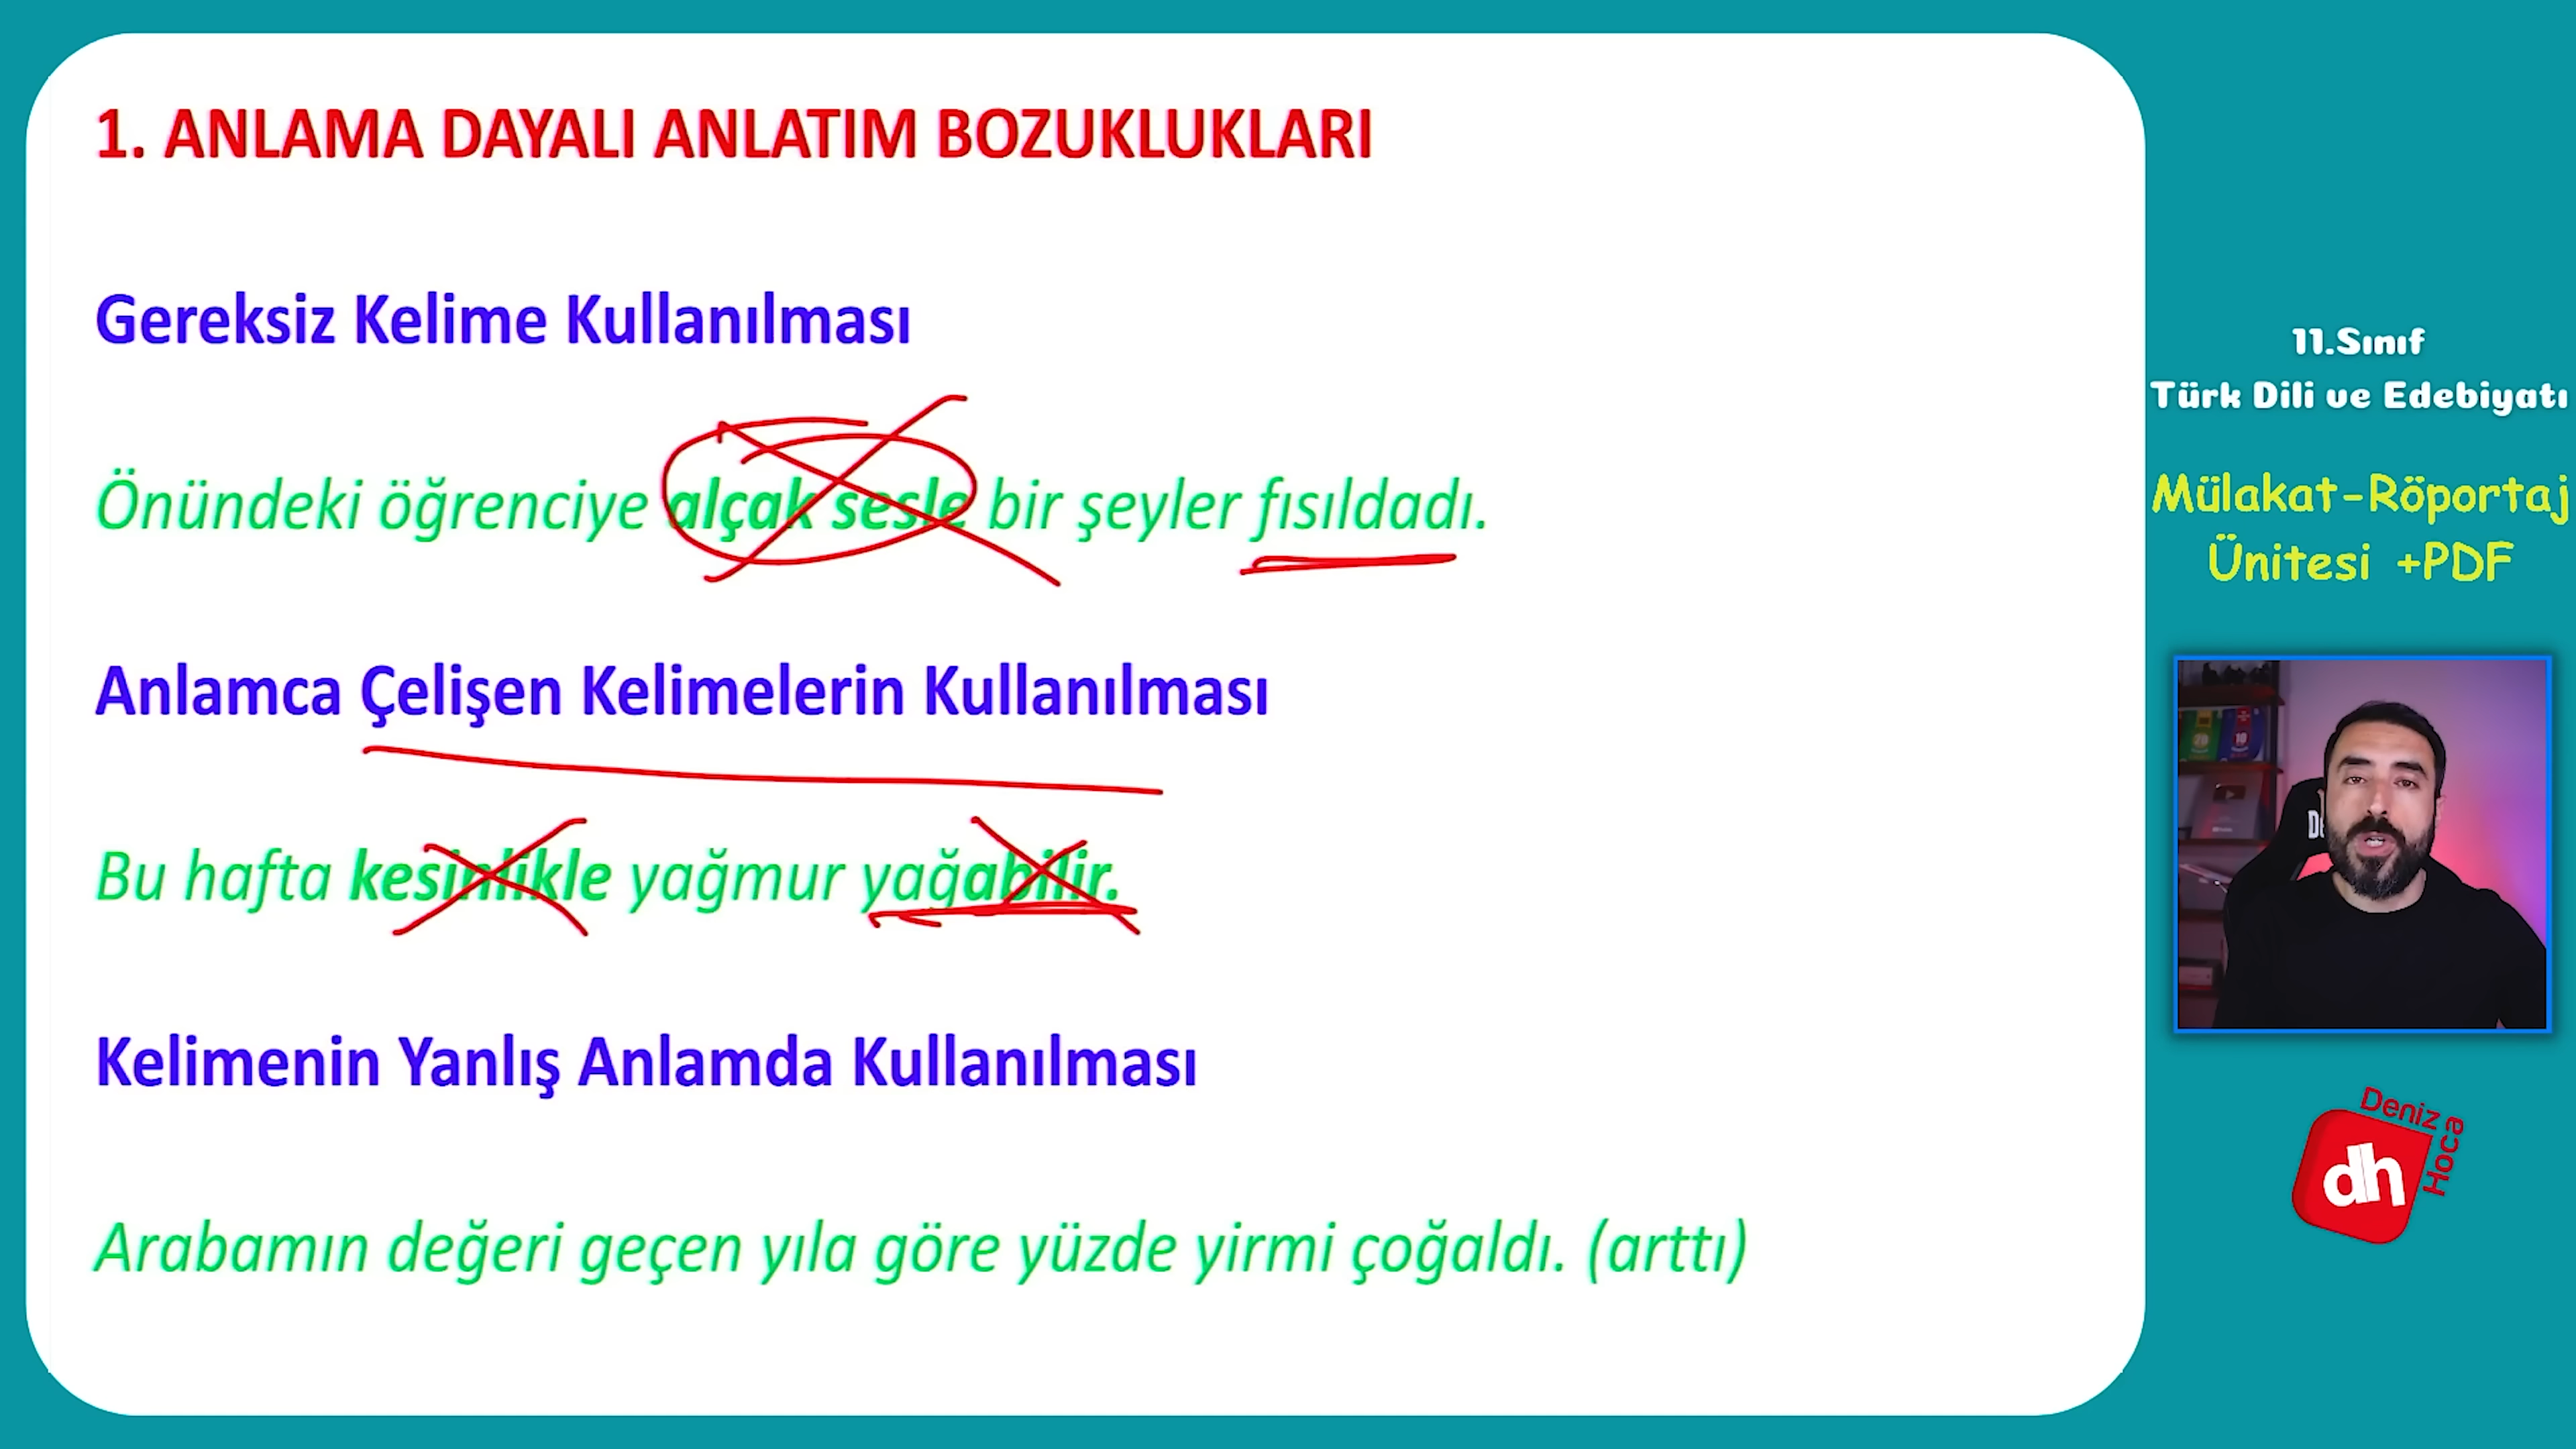 1. ANLAMA DAYALI ANLATIM BOZUKLUKLARI
Gereksiz Kelime Kullanılması
Önündeki öğrenciye alçak sesle bir şeyler fısıldadı.
Anlamca Çelişen Kelimelerin Kullanılması
Bu hafta kesinlikle yağmur yağabilir.
Kelimenin Yanlış Anlamda Kullanılması
Arabamın değeri geçen yıla göre yüzde yirmi çoğaldı. (arttı)
11.Sınıf
Türk Dili ve Edebiyatı
Mülakat-Röportaj
Ünitesi +PDF
Deniz Hoca
dh